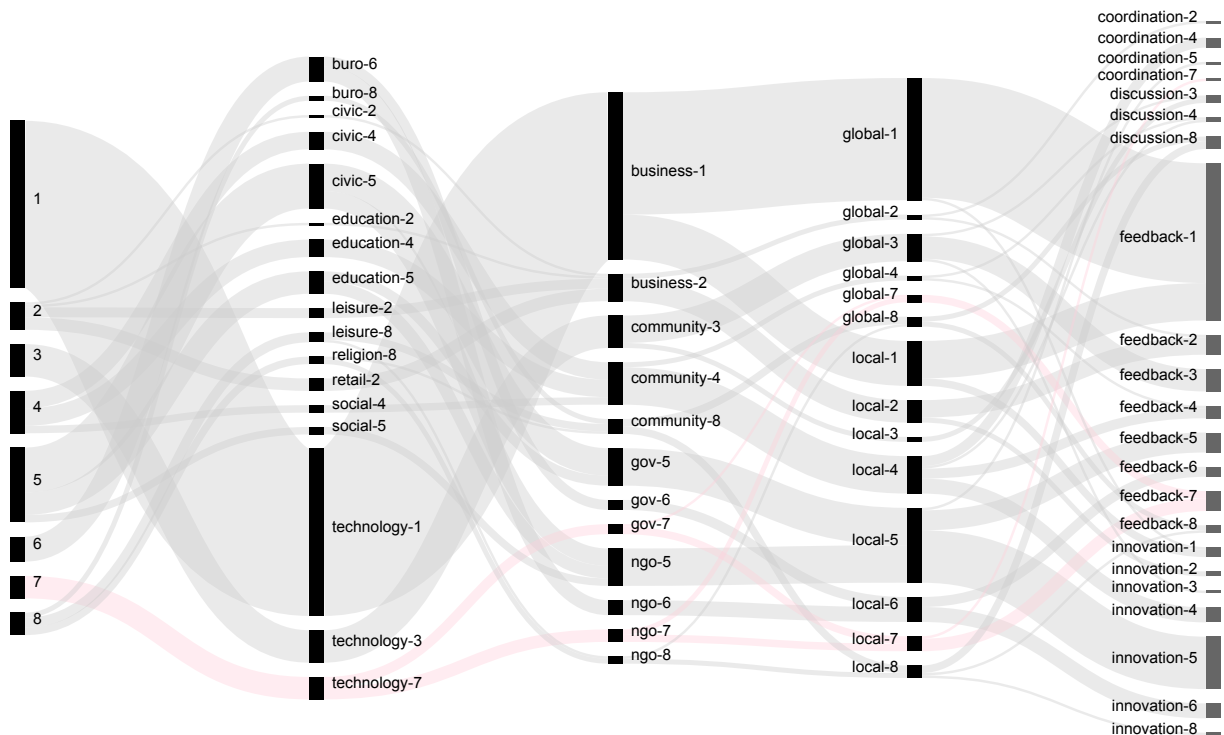 1
2
3
4
5
6
7
8
buro-6
buro-8
civic-2
civic-4
civic-5
education-2
education-4
education-5
leisure-2
leisure-8
religion-8
retail-2
social-4
social-5
technology-1
technology-3
technology-7
business-1
business-2
community-3
community-4
community-8
gov-5
gov-6
gov-7
ngo-5
ngo-6
ngo-7
ngo-8
global-1
global-2
global-3
global-4
global-7
global-8
local-1
local-2
local-3
local-4
local-5
local-6
local-7
local-8
coordination-2
coordination-4
coordination-5
coordination-7
discussion-3
discussion-4
discussion-8
feedback-1
feedback-2
feedback-3
feedback-4
feedback-5
feedback-6
feedback-7
feedback-8
innovation-1
innovation-2
innovation-3
innovation-4
innovation-5
innovation-6
innovation-8